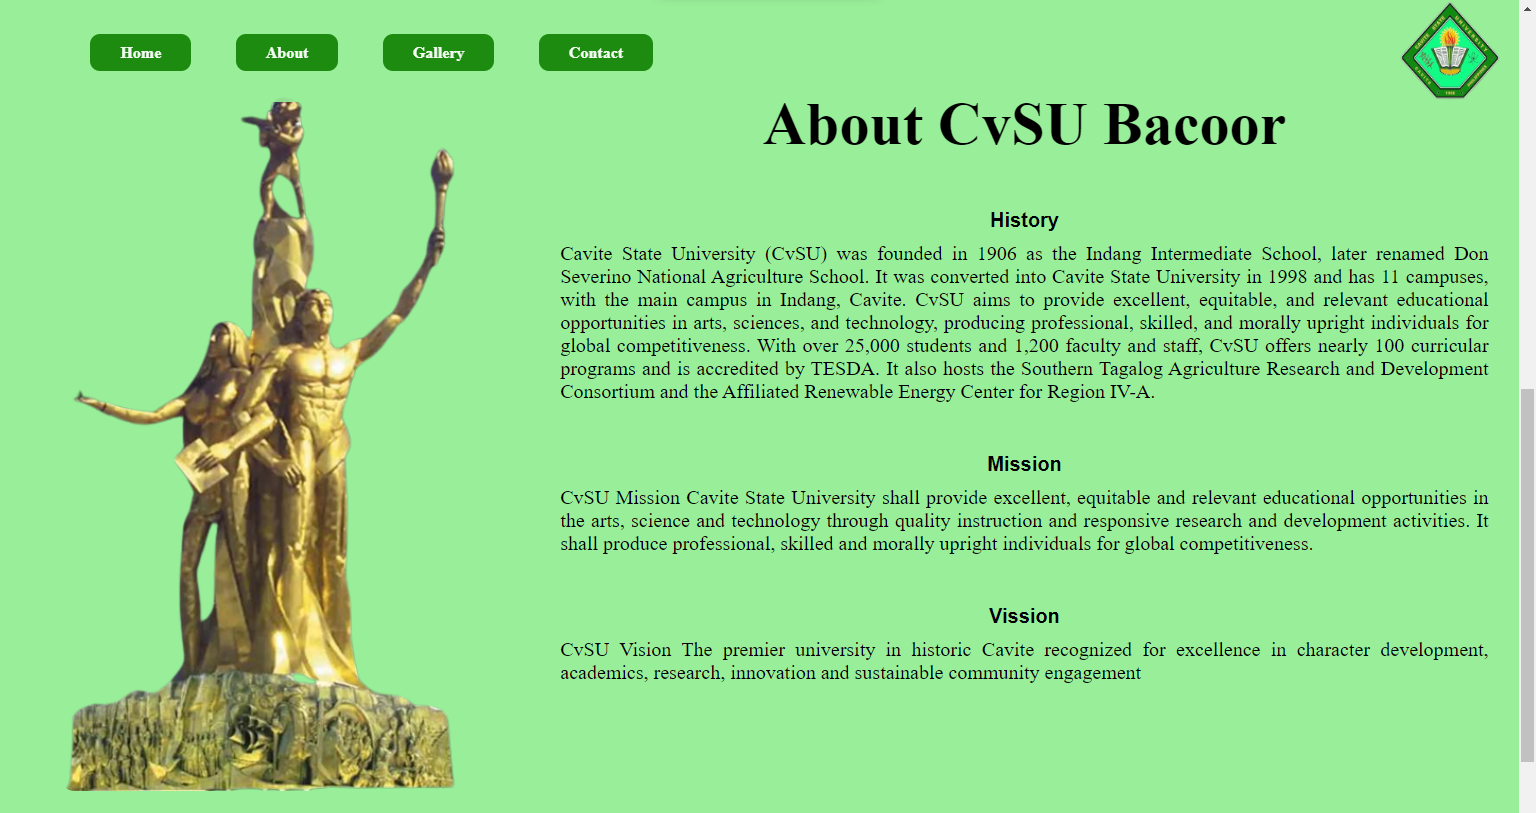 Home
About
Gallery
Contact
CAVITE STATE UNIVERSITY
About CvSU Bacoor
History
Cavite State University (CvSU) was founded in 1906 as the Indang Intermediate School, later renamed Don
Severino National Agriculture School. It was converted into Cavite State University in 1998 and has 11 campuses,
with the main campus in Indang, Cavite. CvSU aims to provide excellent, equitable, and relevant educational
opportunities in arts, sciences, and technology, producing professional, skilled, and morally upright individuals for
global competitiveness. With over 25,000 students and 1,200 faculty and staff, CvSU offers nearly 100 curricular
programs and is accredited by TESDA. It also hosts the Southern Tagalog Agriculture Research and Development
Consortium and the Affiliated Renewable Energy Center for Region IV-A.
Mission
CvSU Mission Cavite State University shall provide excellent, equitable and relevant educational opportunities in
the arts, science and technology through quality instruction and responsive research and development activities. It
shall produce professional, skilled and morally upright individuals for global competitiveness.
Vission
CvSU Vision The premier university in historic Cavite recognized for excellence in character development,
academics, research, innovation and sustainable community engagement